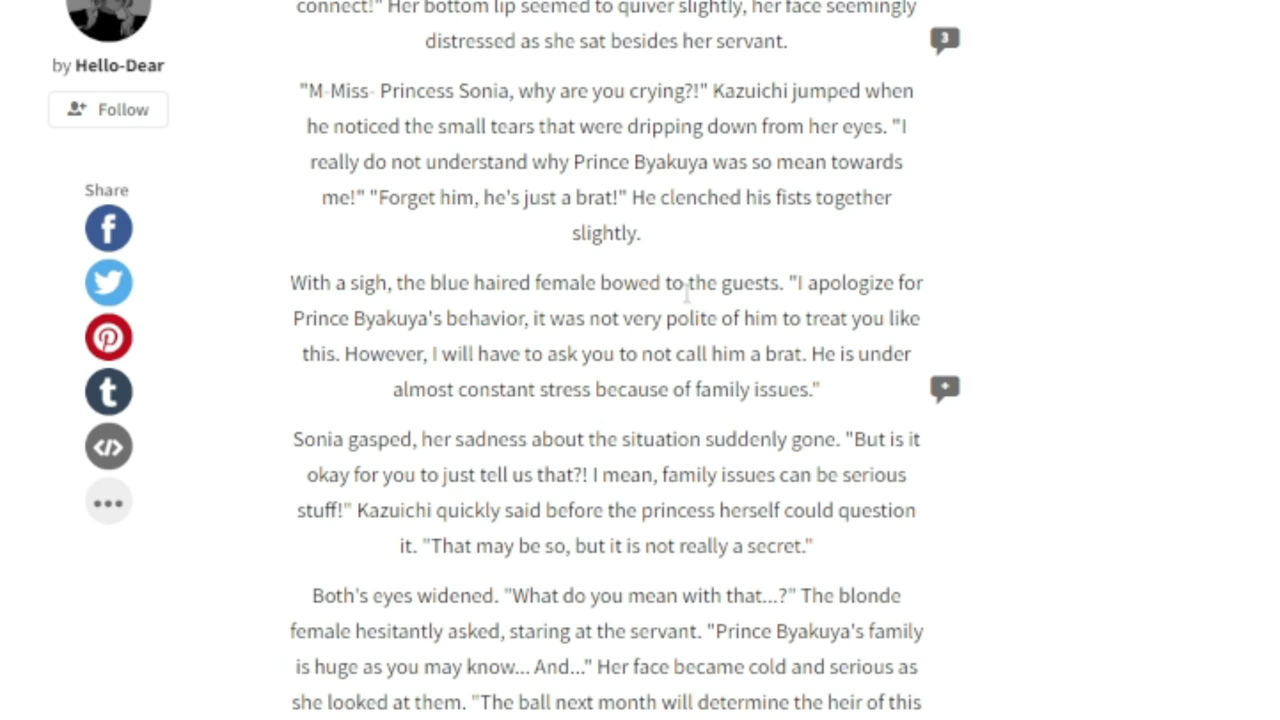 connect!" Her bottom lip seemed to quiver slightly, her face seemingly
distressed as she sat besides her servant.
3
by Hello-Dear
Follow
"M-Miss- Princess Sonia, why are you crying?!" Kazuichi jumped when
he noticed the small tears that were dripping down from her eyes. "I
really do not understand why Prince Byakuya was so mean towards
me!" "Forget him, he's just a brat!" He clenched his fists together
slightly.
Share
f
t
</>
With a sigh, the blue haired female bowed to the guests. "I apologize for
Prince Byakuya's behavior, it was not very polite of him to treat you like
this. However, I will have to ask you to not call him a brat. He is under
almost constant stress because of family issues."
+
Sonia gasped, her sadness about the situation suddenly gone. "But is it
okay for you to just tell us that?! I mean, family issues can be serious
stuff!" Kazuichi quickly said before the princess herself could question
it. "That may be so, but it is not really a secret."
Both's eyes widened. "What do you mean with that...?" The blonde
female hesitantly asked, staring at the servant. "Prince Byakuya's family
is huge as you may know... And..." Her face became cold and serious as
she looked at them. "The ball next month will determine the heir of this